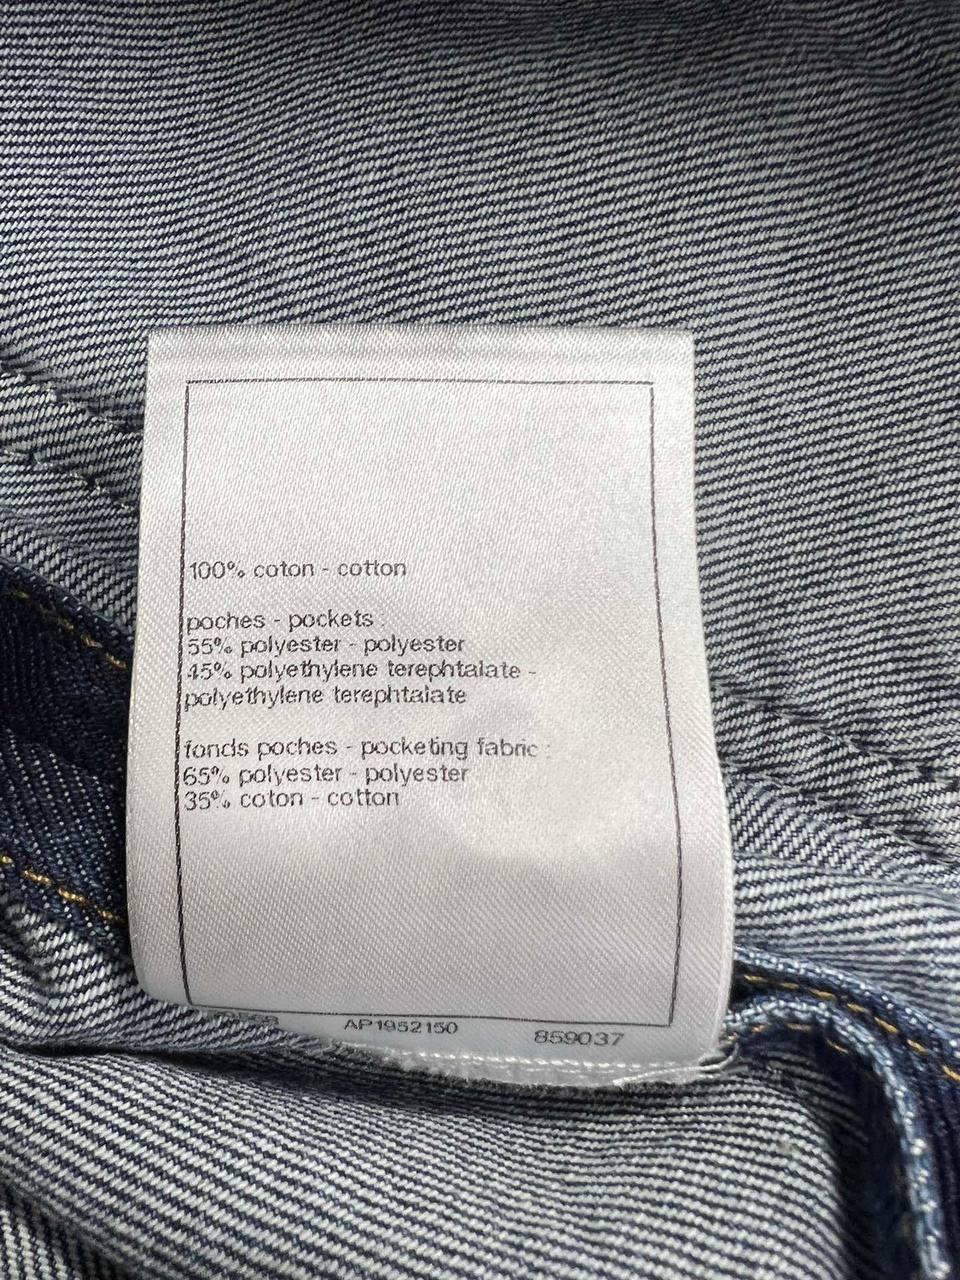 100% coton - cotton
poches - pockets :
55% polyester - polyester
45% polyethylene terephtalate -
polyethylene terephtalate
fonds poches - pocketing fabric :
65% polyester - polyester
35% coton - cotton
AP1952150 859037